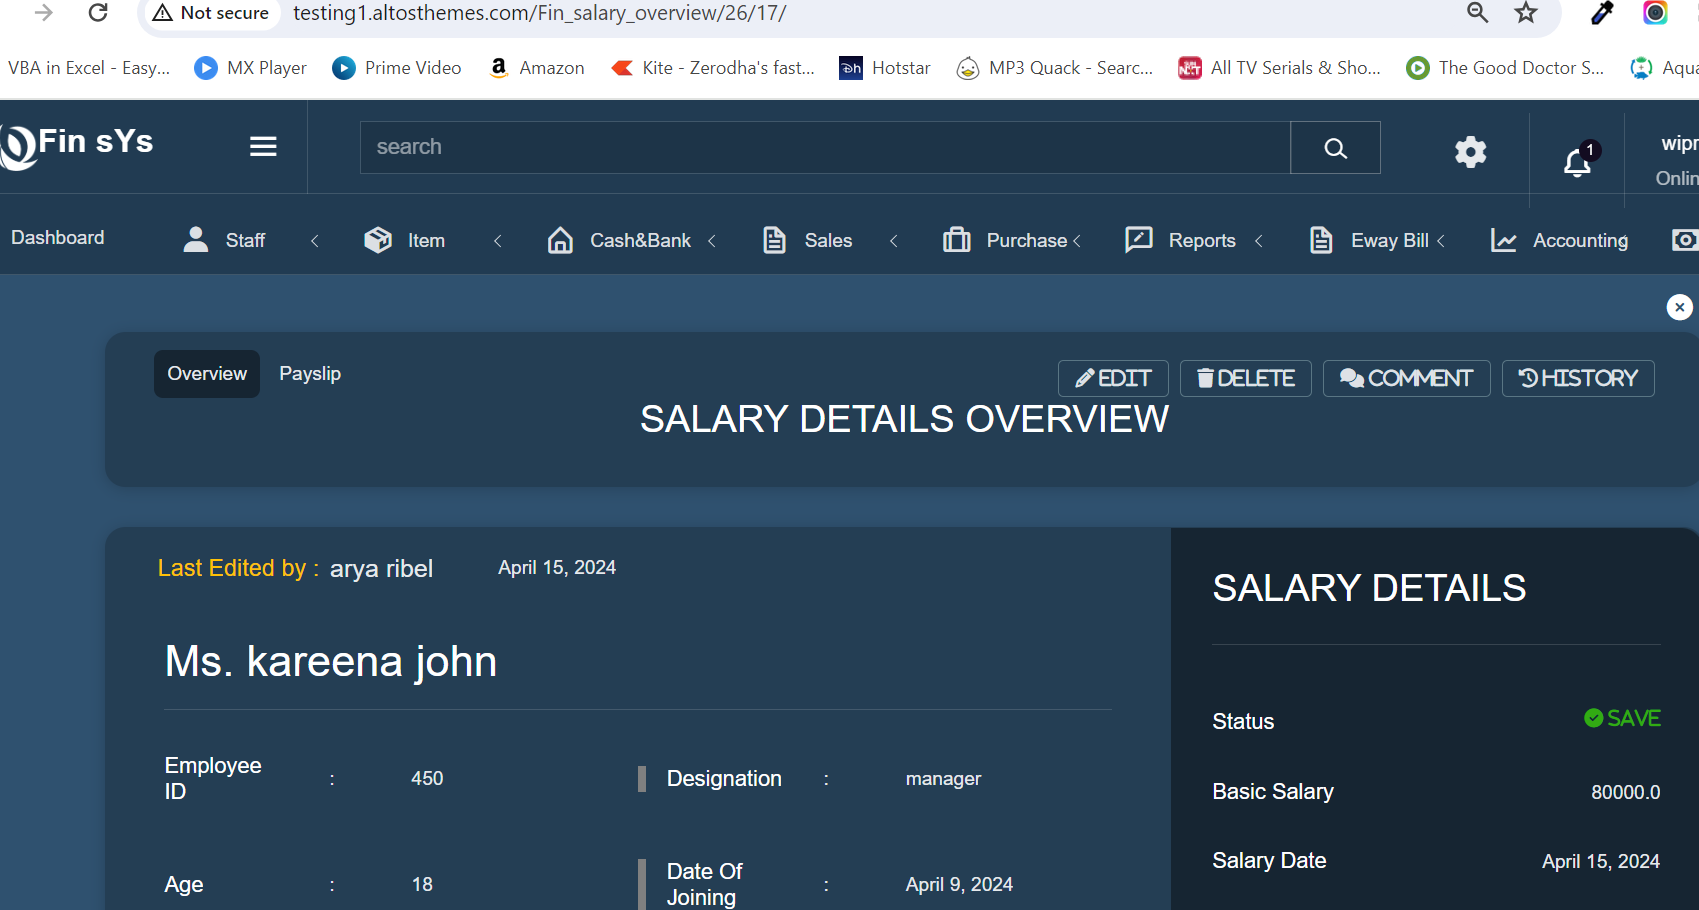 Not secure testing1.altosthemes.com/Fin_salary_overview/26/17/
VBA in Excel - Easy... MX Player Prime Video Amazon Kite - Zerodha's fast... Hotstar MP3 Quack - Searc... All TV Serials & Sho... The Good Doctor S... Aqua
Fin sYs search 1 wipr
Onlin
Dashboard Staff Item Cash&Bank Sales Purchase Reports Eway Bill Accounting
Overview Payslip EDIT DELETE COMMENT HISTORY
SALARY DETAILS OVERVIEW
Last Edited by : arya ribel April 15, 2024
SALARY DETAILS
Ms. kareena john
Status SAVE
Employee
ID : 450 Designation : manager
Basic Salary 80000.0
Salary Date April 15, 2024
Age : 18 Date Of
Joining : April 9, 2024